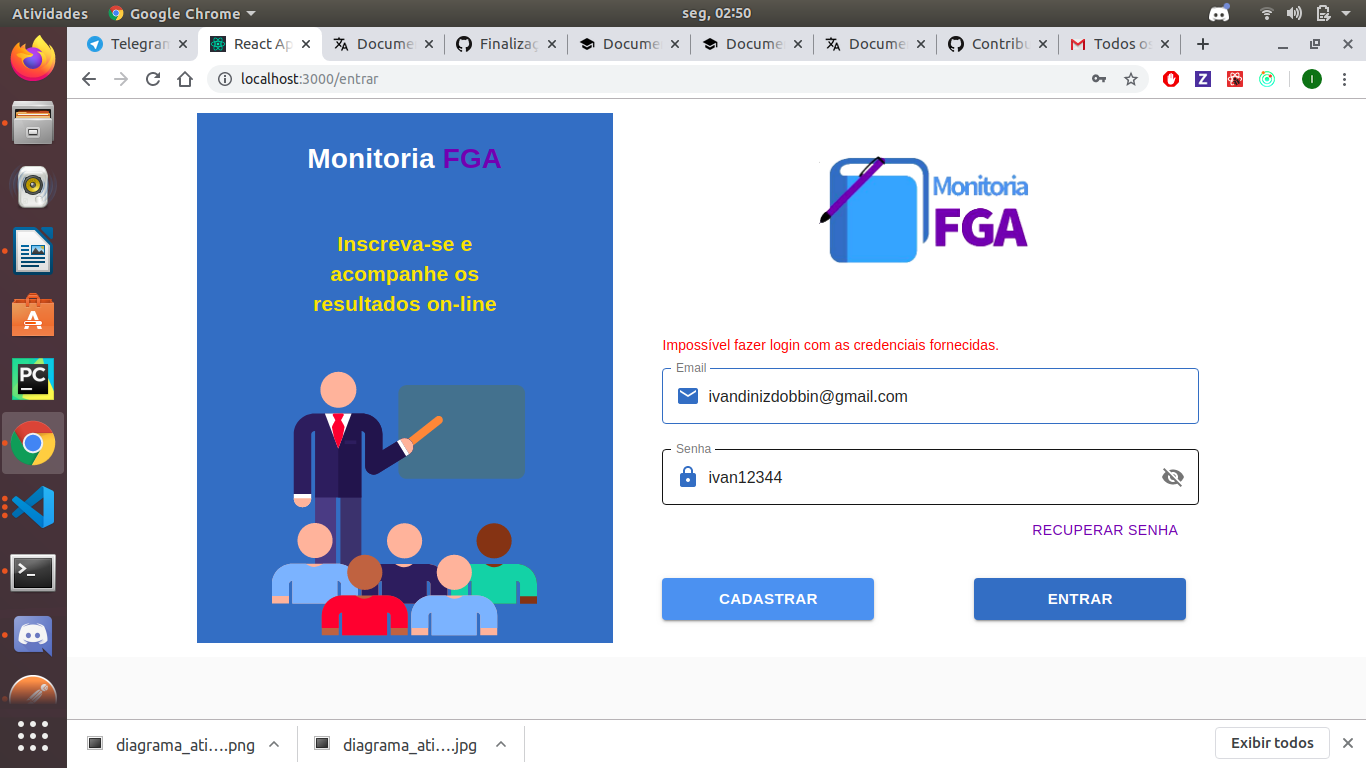 Atividades
Google Chrome
seg, 02:50
Telegran
React Ap
Docume
Finalizaç
Docume
Docume
Docume
Contribu
Todos os
localhost:3000/entrar
Z
I
A
PC
Monitoria FGA
Inscreva-se e
acompanhe os
resultados on-line
Monitoria
FGA
Impossível fazer login com as credenciais fornecidas.
Email
ivandinizdobbin@gmail.com
Senha
ivan12344
RECUPERAR SENHA
CADASTRAR
ENTRAR
diagrama_ati....png
diagrama_ati....jpg
Exibir todos